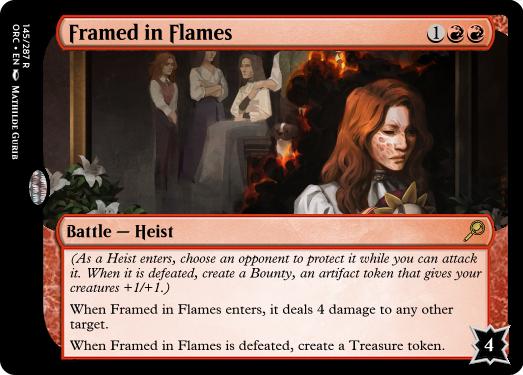 Framed in Flames 1
Battle — Heist
(As a Heist enters, choose an opponent to protect it while you can attack
it. When it is defeated, create a Bounty, an artifact token that gives your
creatures +1/+1.)
When Framed in Flames enters, it deals 4 damage to any other
target.
When Framed in Flames is defeated, create a Treasure token.
4
145/287 R
ORC • EN MATHILDE GURIB